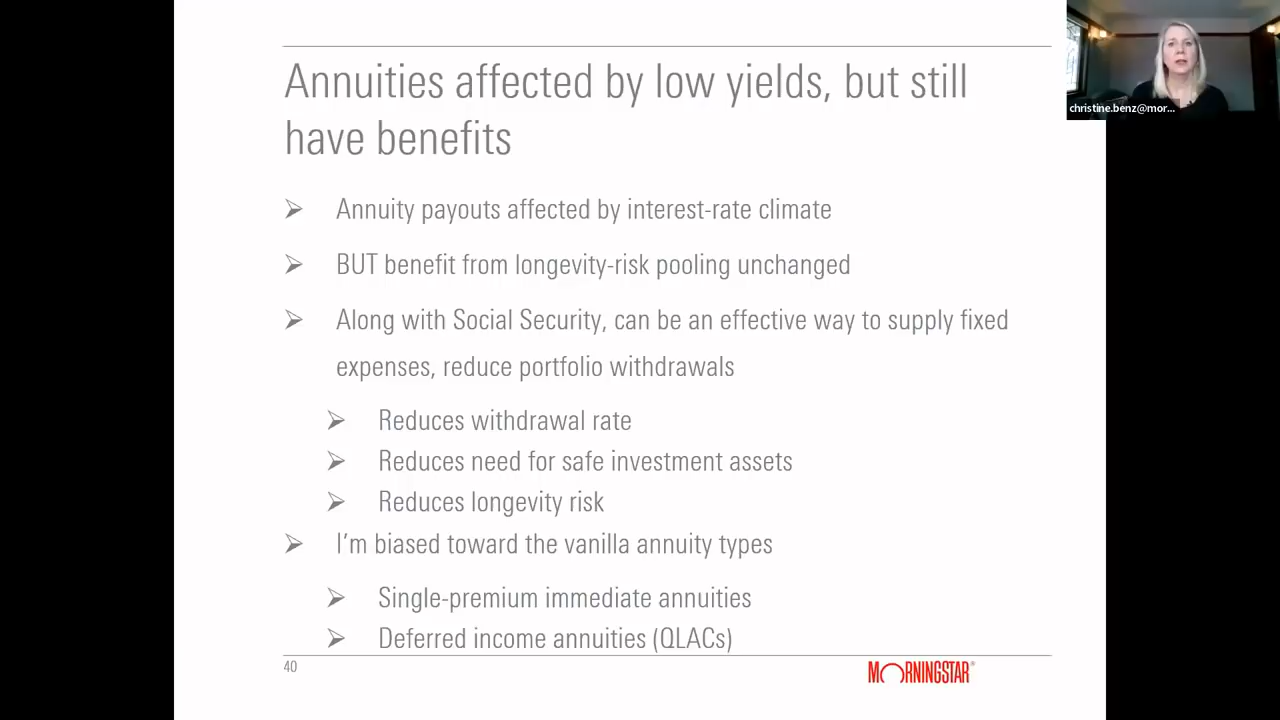 christine.benz@mor...
Annuities affected by low yields, but still
have benefits
Annuity payouts affected by interest-rate climate
BUT benefit from longevity-risk pooling unchanged
Along with Social Security, can be an effective way to supply fixed
expenses, reduce portfolio withdrawals
Reduces withdrawal rate
Reduces need for safe investment assets
Reduces longevity risk
I'm biased toward the vanilla annuity types
Single-premium immediate annuities
Deferred income annuities (QLACs)
40
MORNINGSTAR®